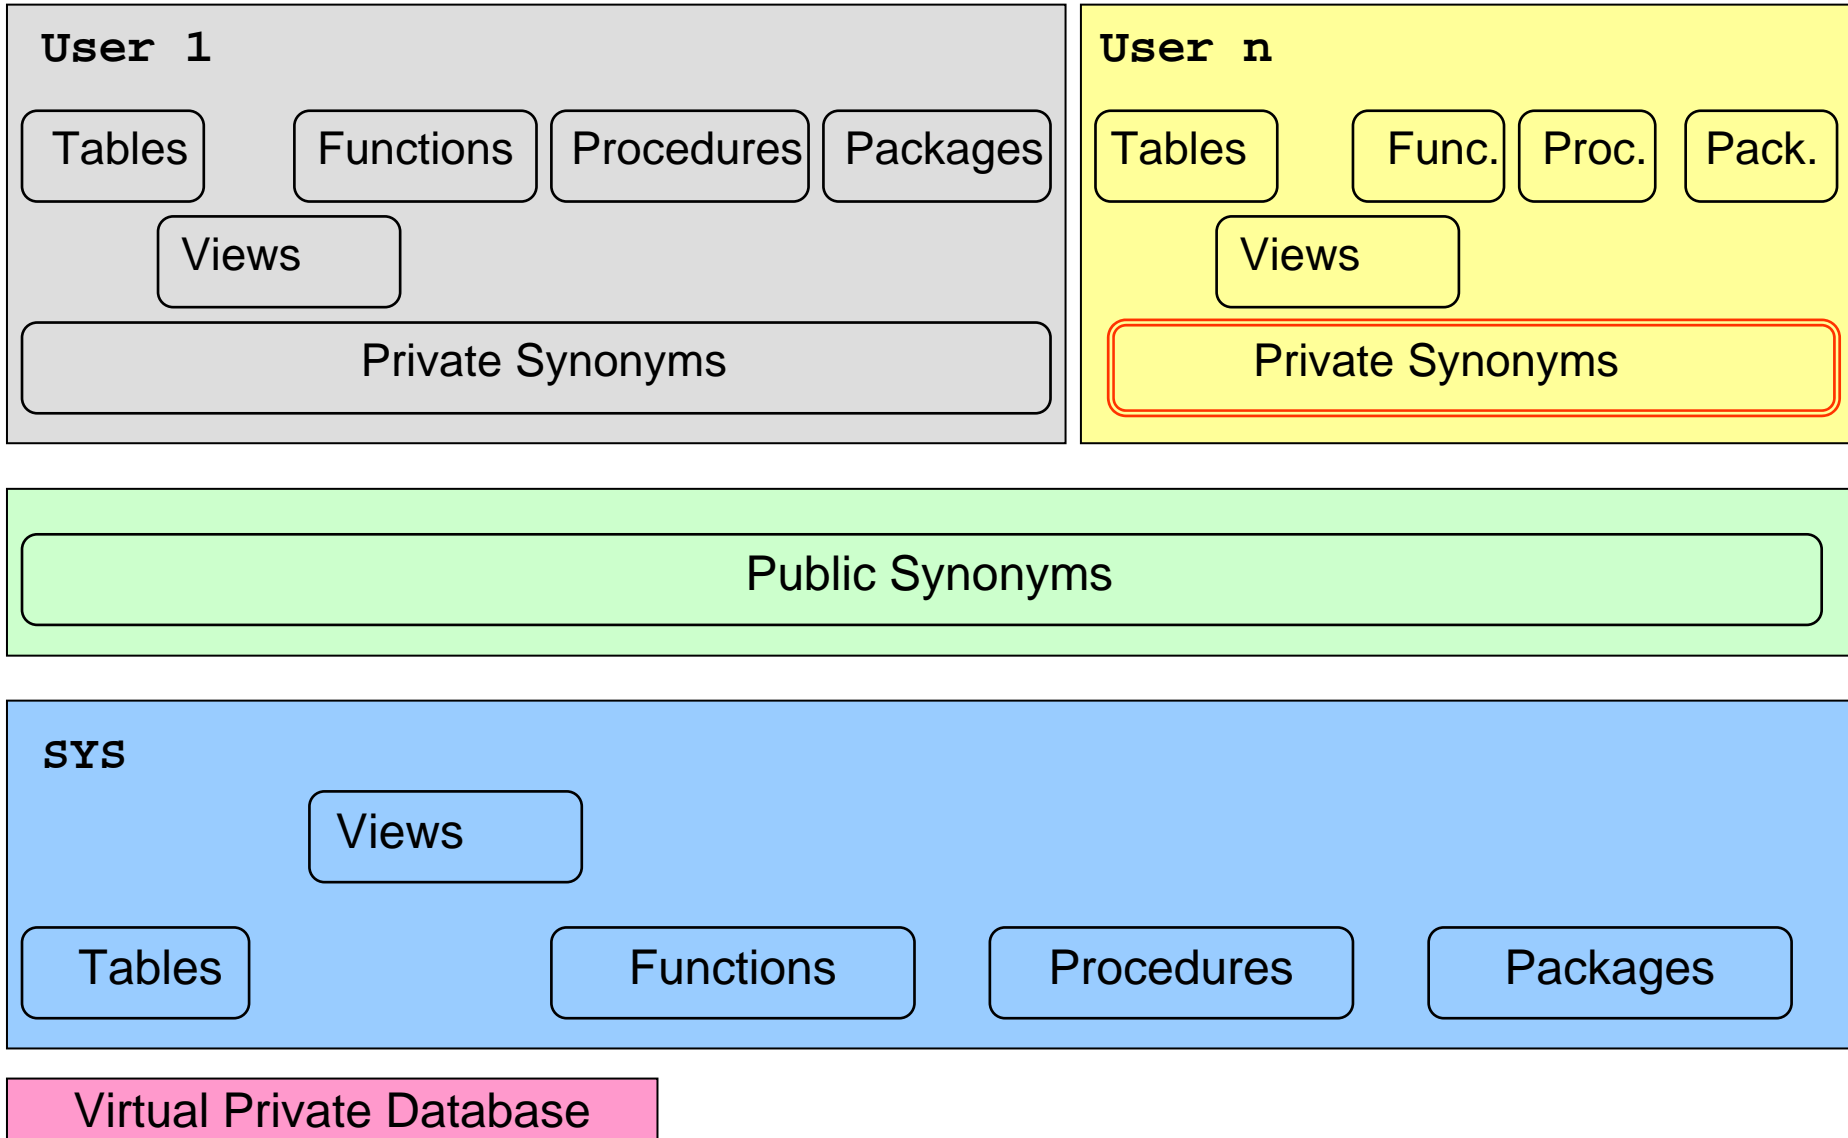 User 1
Tables Functions Procedures Packages
Views
Private Synonyms
User n
Tables Func. Proc. Pack.
Views
Private Synonyms
Public Synonyms
SYS
Views
Tables Functions Procedures Packages
Virtual Private Database